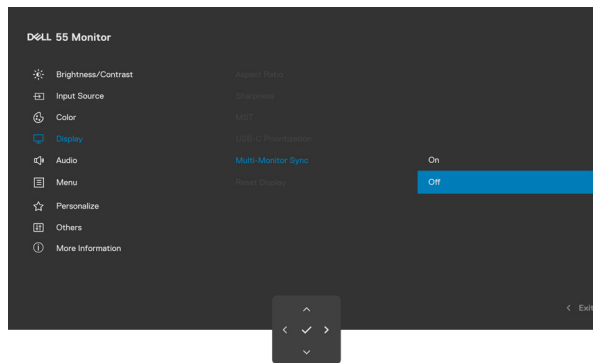 DELL 55 Monitor
Brightness/Contrast
Aspect Ratio
Input Source
Sharpness
Color
MST
Display
USB-C Prioritization
Audio
Multi-Monitor Sync
On
Menu
Reset Display
Off
Personalize
Others
More Information
Exit